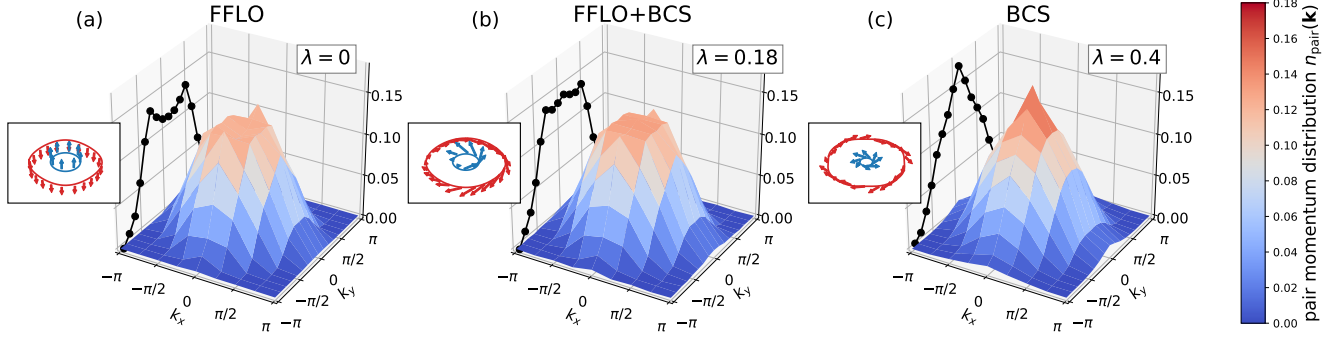 (a)
FFLO
λ = 0
0.15
0.10
0.05
0.00
−π
−π/2
0
π/2
π
k_x
−π
−π/2
0
π/2
π
k_y
(b)
FFLO+BCS
λ = 0.18
0.15
0.10
0.05
0.00
−π
−π/2
0
π/2
π
k_x
−π
−π/2
0
π/2
π
k_y
(c)
BCS
λ = 0.4
0.15
0.10
0.05
0.00
−π
−π/2
0
π/2
π
k_x
−π
−π/2
0
π/2
π
k_y
0.18
0.16
0.14
0.12
0.10
0.08
0.06
0.04
0.02
0.00
pair momentum distribution n_pair(k)